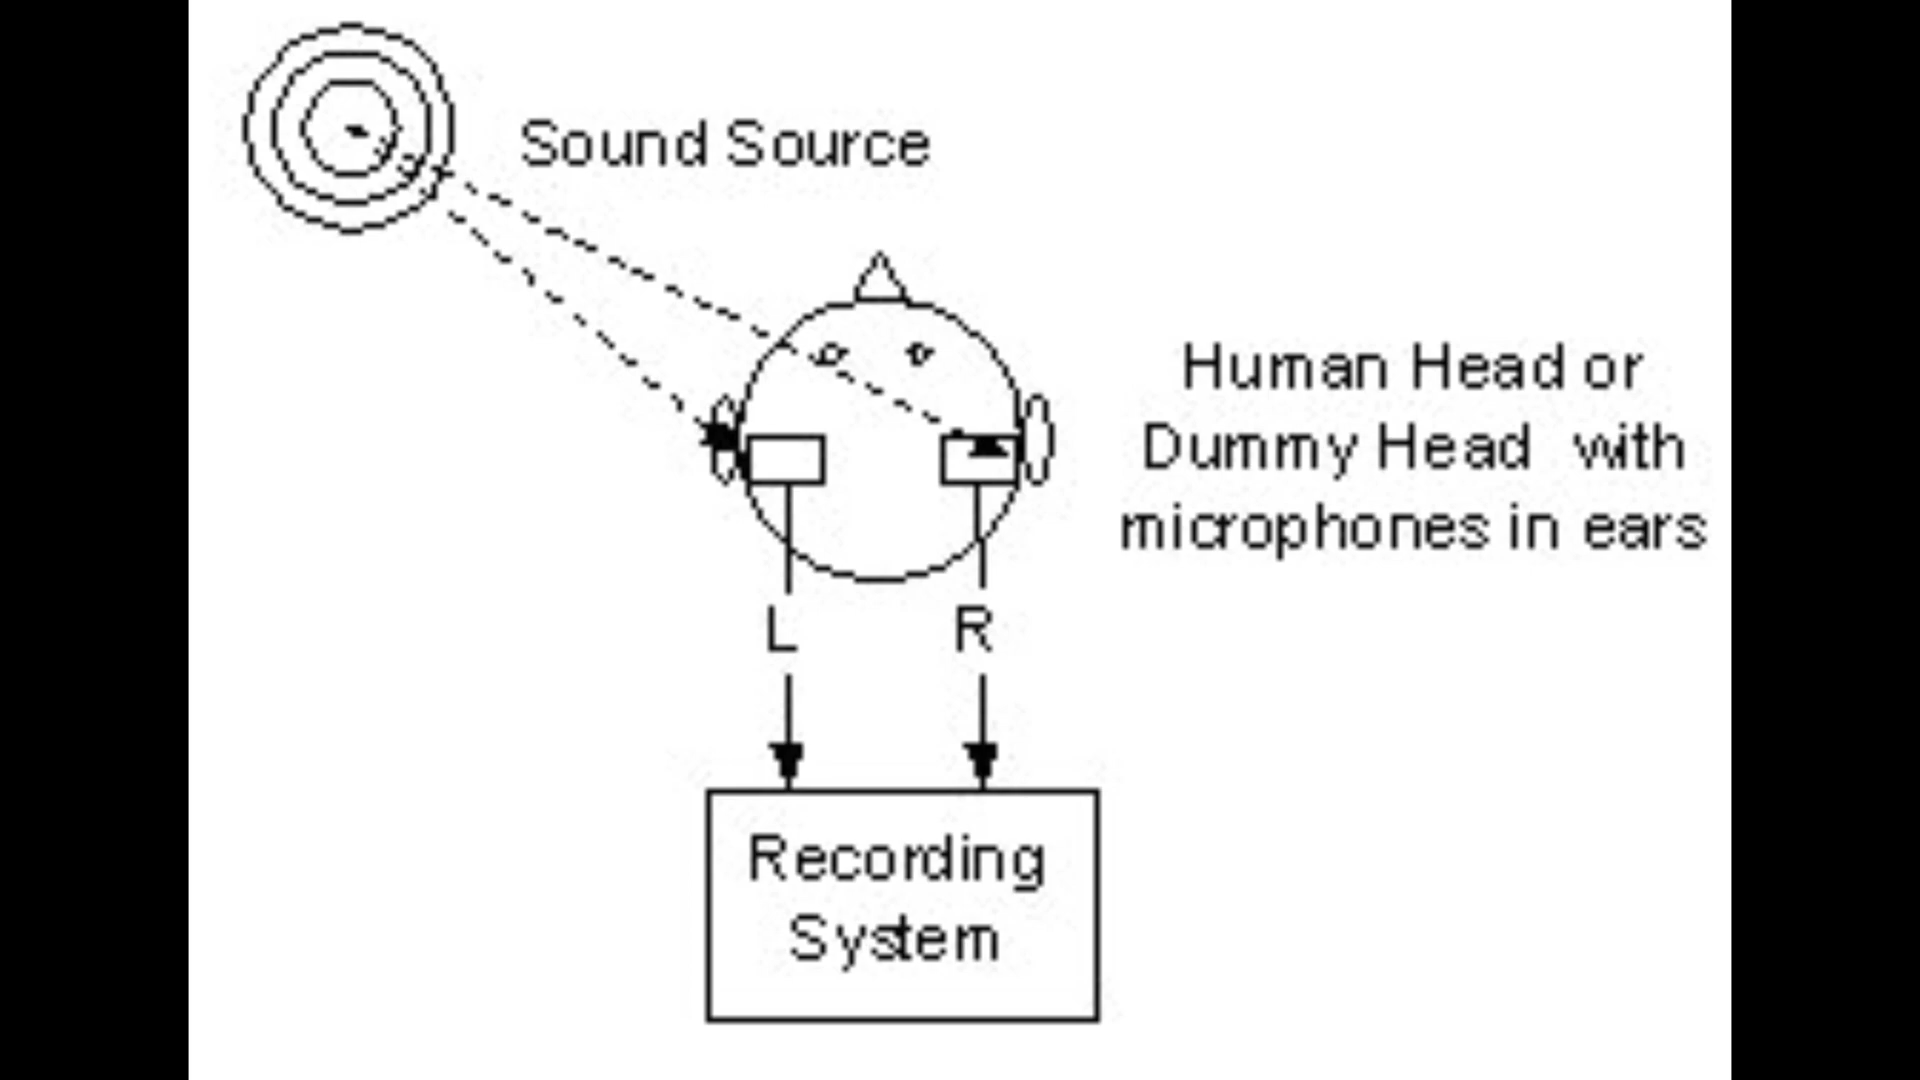 Sound Source
Human Head or
Dummy Head with
microphones in ears
L R
Recording
System